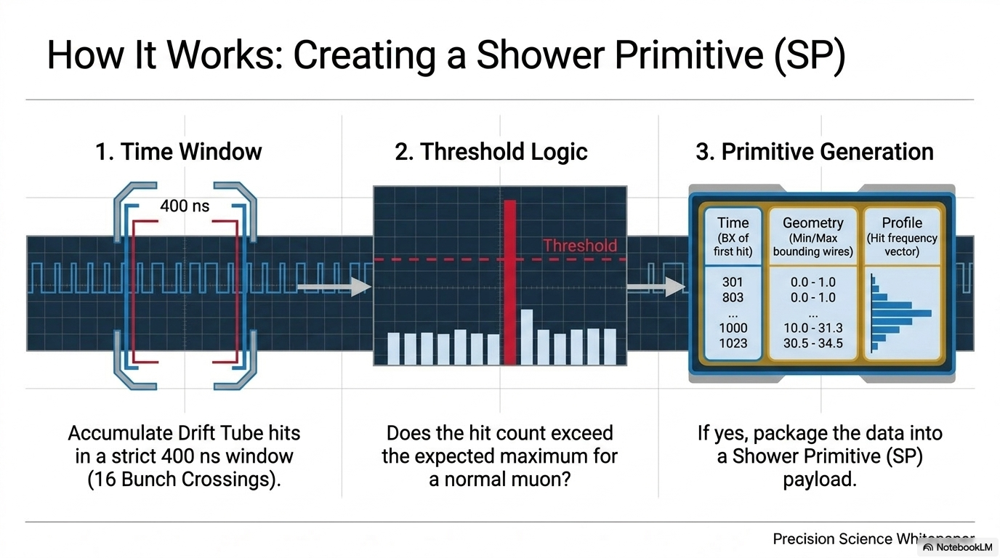 How It Works: Creating a Shower Primitive (SP)
1. Time Window
400 ns
Accumulate Drift Tube hits
in a strict 400 ns window
(16 Bunch Crossings).
2. Threshold Logic
Threshold
Does the hit count exceed
the expected maximum for
a normal muon?
3. Primitive Generation
Time
(BX of
first hit)
301
803
...
1000
1023
Geometry
(Min/Max
bounding wires)
0.0 - 1.0
0.0 - 1.0
...
10.0 - 31.3
30.5 - 34.5
Profile
(Hit frequency
vector)
If yes, package the data into
a Shower Primitive (SP)
payload.
Precision Science
NotebookLM